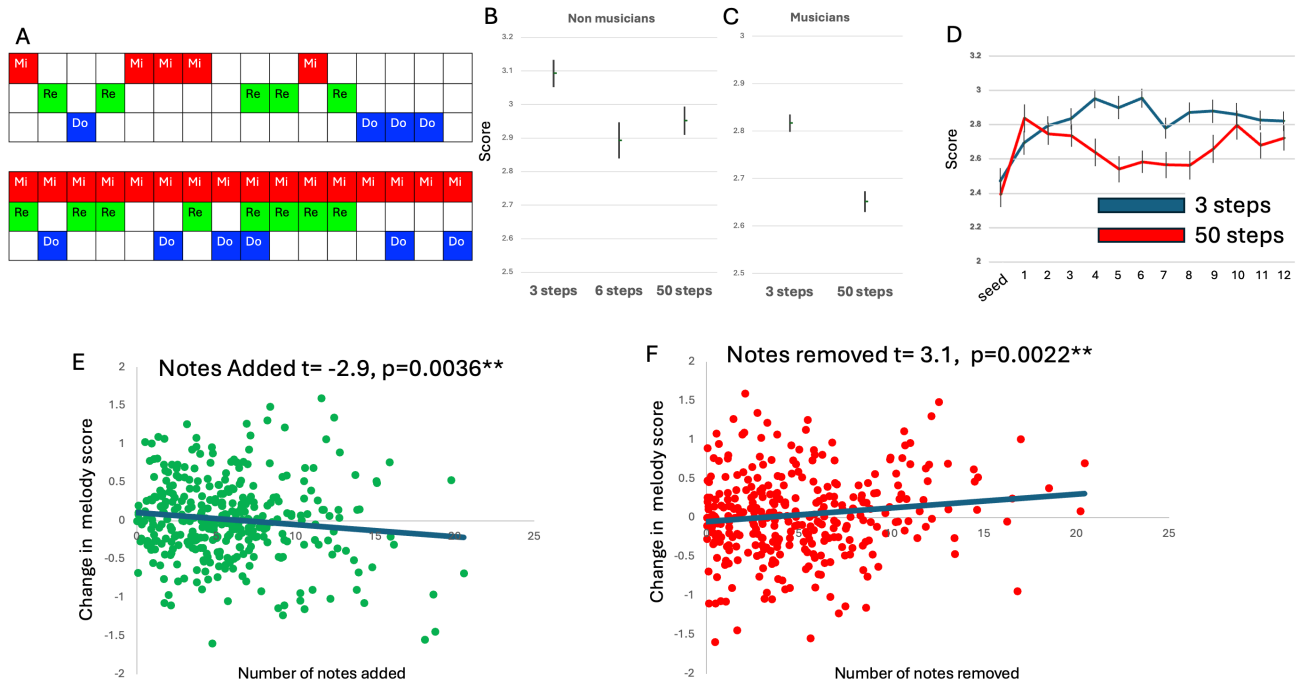 A
Mi Mi Mi Mi Mi
Re Re Re Re Re
Do Do Do Do
Mi Mi Mi Mi Mi Mi Mi Mi Mi Mi Mi Mi Mi Mi Mi Mi
Re Re Re Re Re Re Re Re
Do Do Do Do Do Do
B
Non musicians
Score
3.2
3.1
3
2.9
2.8
2.7
2.6
2.5
3 steps 6 steps 50 steps
C
Musicians
3
2.9
2.8
2.7
2.6
2.5
3 steps 50 steps
D
Score
3.2
3
2.8
2.6
2.4
2.2
2
3 steps
50 steps
seed 1 2 3 4 5 6 7 8 9 10 11 12
E
Notes Added t= -2.9, p=0.0036**
Change in melody score
2
1.5
1
0.5
0
-0.5
-1
-1.5
-2
0 10 15 20 25
Number of notes added
F
Notes removed t= 3.1, p=0.0022**
Change in melody score
2
1.5
1
0.5
0
-0.5
-1
-1.5
-2
10 15 20 25
Number of notes removed